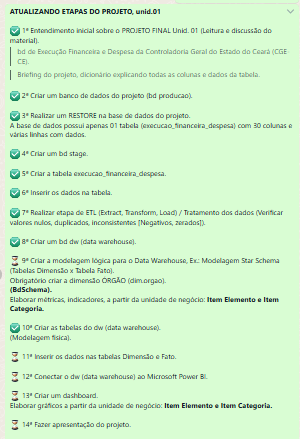 ATUALIZANDO ETAPAS DO PROJETO, unid.01
✅ 1º Entendimento inicial sobre o PROJETO FINAL Unid. 01 (Leitura e discussão do
material).
bd de Execução Financeira e Despesa da Controladoria Geral do Estado do Ceará (CGE -
CE).
Briefing do projeto, dicionário explicando todas as colunas e dados da tabela.
✅ 2º Criar um banco de dados do projeto (bd producao).
✅ 3º Realizar um RESTORE na base de dados do projeto.
A base de dados possui apenas 01 tabela (execucao_financeira_despesa) com 30 colunas e
várias linhas com dados.
✅ 4º Criar um bd stage.
✅ 5º Criar a tabela execucao_financeira_despesa.
✅ 6º Inserir os dados na tabela.
✅ 7º Realizar etapa de ETL (Extract, Transform, Load) / Tratamento dos dados (Verificar
valores nulos, duplicados, inconsistentes [Negativos, zerados]).
✅ 8º Criar um bd dw (data warehouse).
⏳ 9º Criar a modelagem lógica para o Data Warehouse, Ex.: Modelagem Star Schema
(Tabelas Dimensão x Tabela Fato).
Obrigatório criar a dimensão ORGÃO (dim.orgao).
(BdSchema).
Elaborar métricas, indicadores, a partir da unidade de negócio: Item Elemento e Item
Categoria.
✅ 10º Criar as tabelas do dw (data warehouse).
(Modelagem física).
⏳ 11º Inserir os dados nas tabelas Dimensão e Fato.
⏳ 12º Conectar o dw (data warehouse) ao Microsoft Power BI.
⏳ 13º Criar um dashboard.
Elaborar gráficos a partir da unidade de negócio: Item Elemento e Item Categoria.
⏳ 14º Fazer apresentação do projeto.